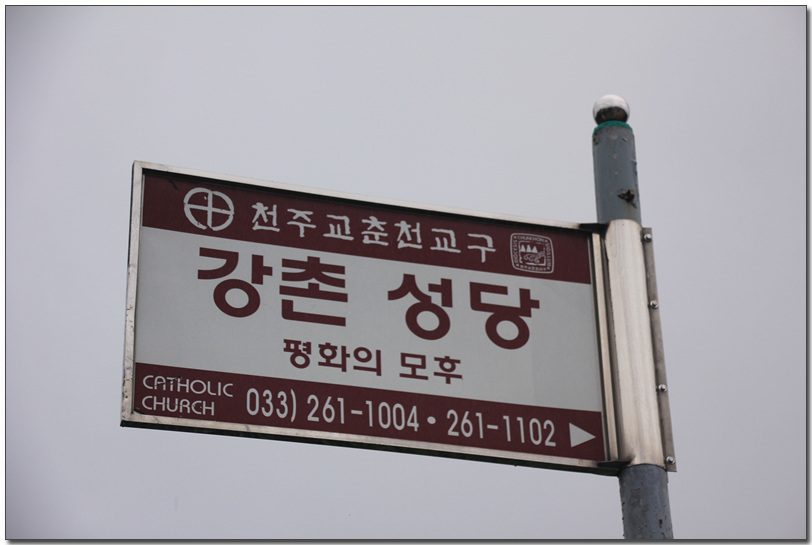 천주교춘천교구
강촌 성당
평화의 모후
CATHOLIC CHURCH
033) 261-1004 • 261-1102